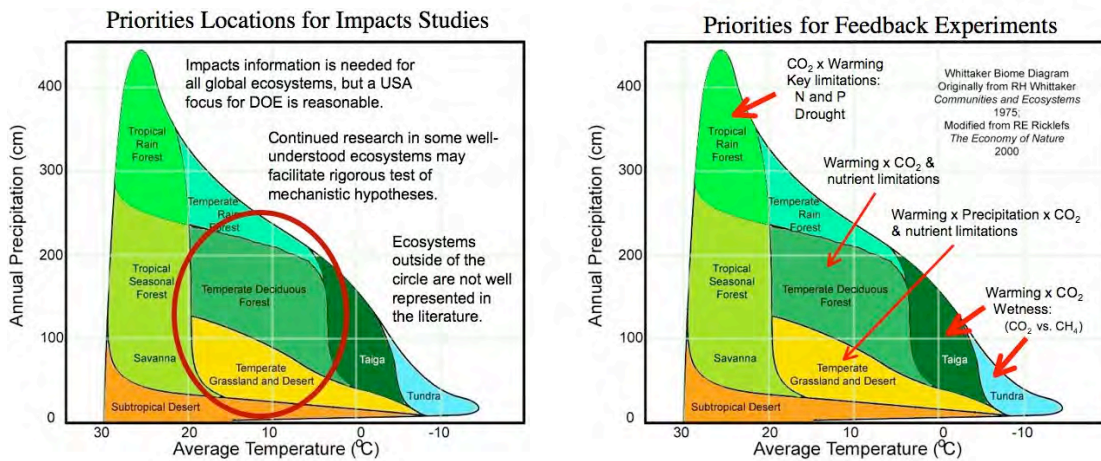 Priorities Locations for Impacts Studies
Impacts information is needed for
all global ecosystems, but a USA
focus for DOE is reasonable.
Continued research in some well-
understood ecosystems may
facilitate rigorous test of
mechanistic hypotheses.
Ecosystems
outside of the
circle are not well
represented in
the literature.
Annual Precipitation (cm)
400
300
200
100
0
Tropical
Rain
Forest
Temperate
Rain
Forest
Tropical
Seasonal
Forest
Temperate Deciduous
Forest
Savanna
Temperate
Grassland and Desert
Taiga
Tundra
Subtropical Desert
30 20 10 0 -10
Average Temperature (°C)
Priorities for Feedback Experiments
CO2 x Warming
Key limitations:
N and P
Drought
Whittaker Biome Diagram
Originally from RH Whittaker
Communities and Ecosystems
1975;
Modified from RE Ricklefs
The Economy of Nature
2000
Warming x CO2 &
nutrient limitations
Warming x Precipitation x CO2
& nutrient limitations
Warming x CO2
Wetness:
(CO2 vs. CH4)
Annual Precipitation (cm)
400
300
200
100
0
Tropical
Rain
Forest
Temperate
Rain
Forest
Tropical
Seasonal
Forest
Temperate Deciduous
Forest
Savanna
Temperate
Grassland and Desert
Taiga
Tundra
Subtropical Desert
30 20 10 0 -10
Average Temperature (°C)